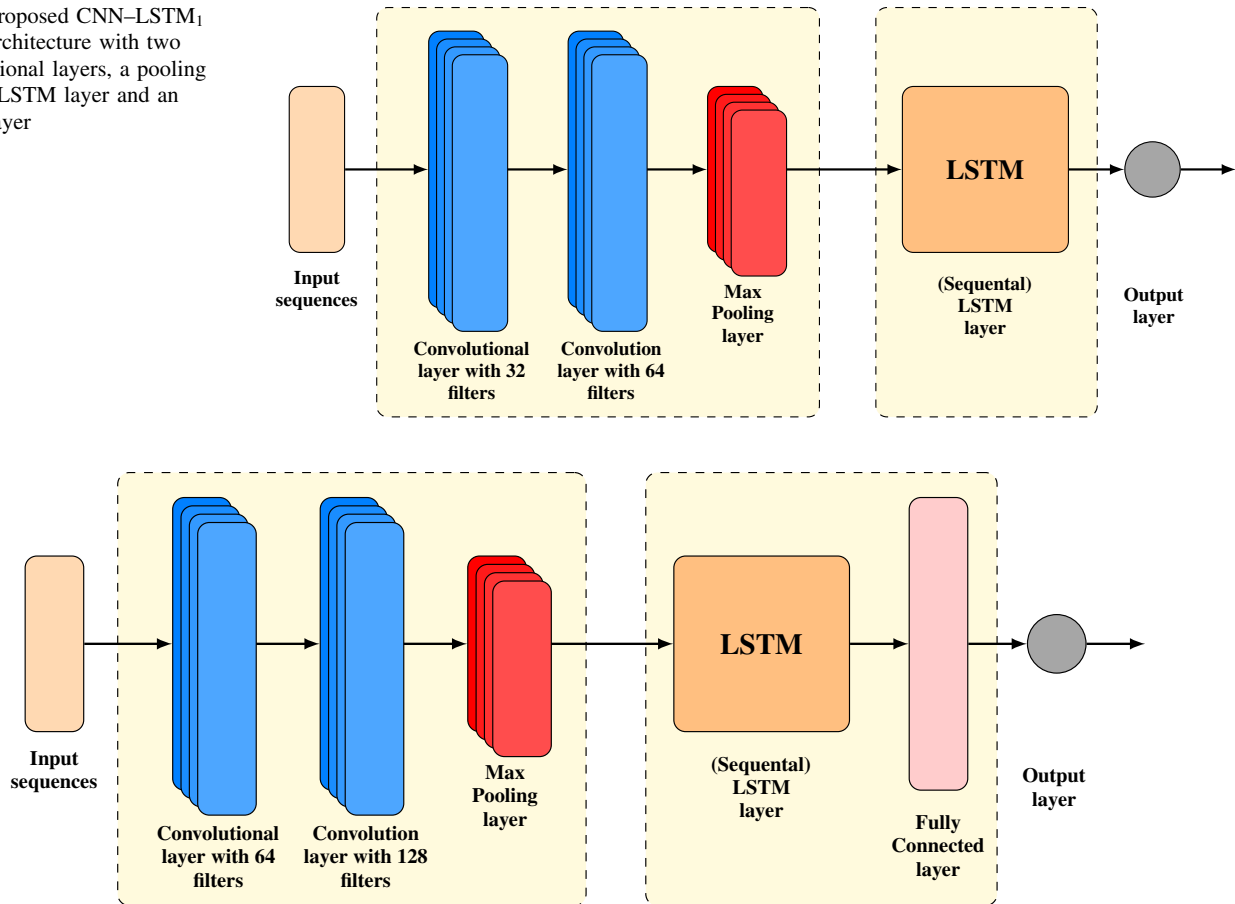 roposed CNN–LSTM₁
rchitecture with two
ional layers, a pooling
LSTM layer and an
ayer
LSTM
Input
sequences
Max
Pooling
layer
(Sequental)
LSTM
layer
Output
layer
Convolutional
layer with 32
filters
Convolution
layer with 64
filters
LSTM
Input
sequences
Max
Pooling
layer
(Sequental)
LSTM
layer
Output
layer
Convolutional
layer with 64
filters
Convolution
layer with 128
filters
Fully
Connected
layer